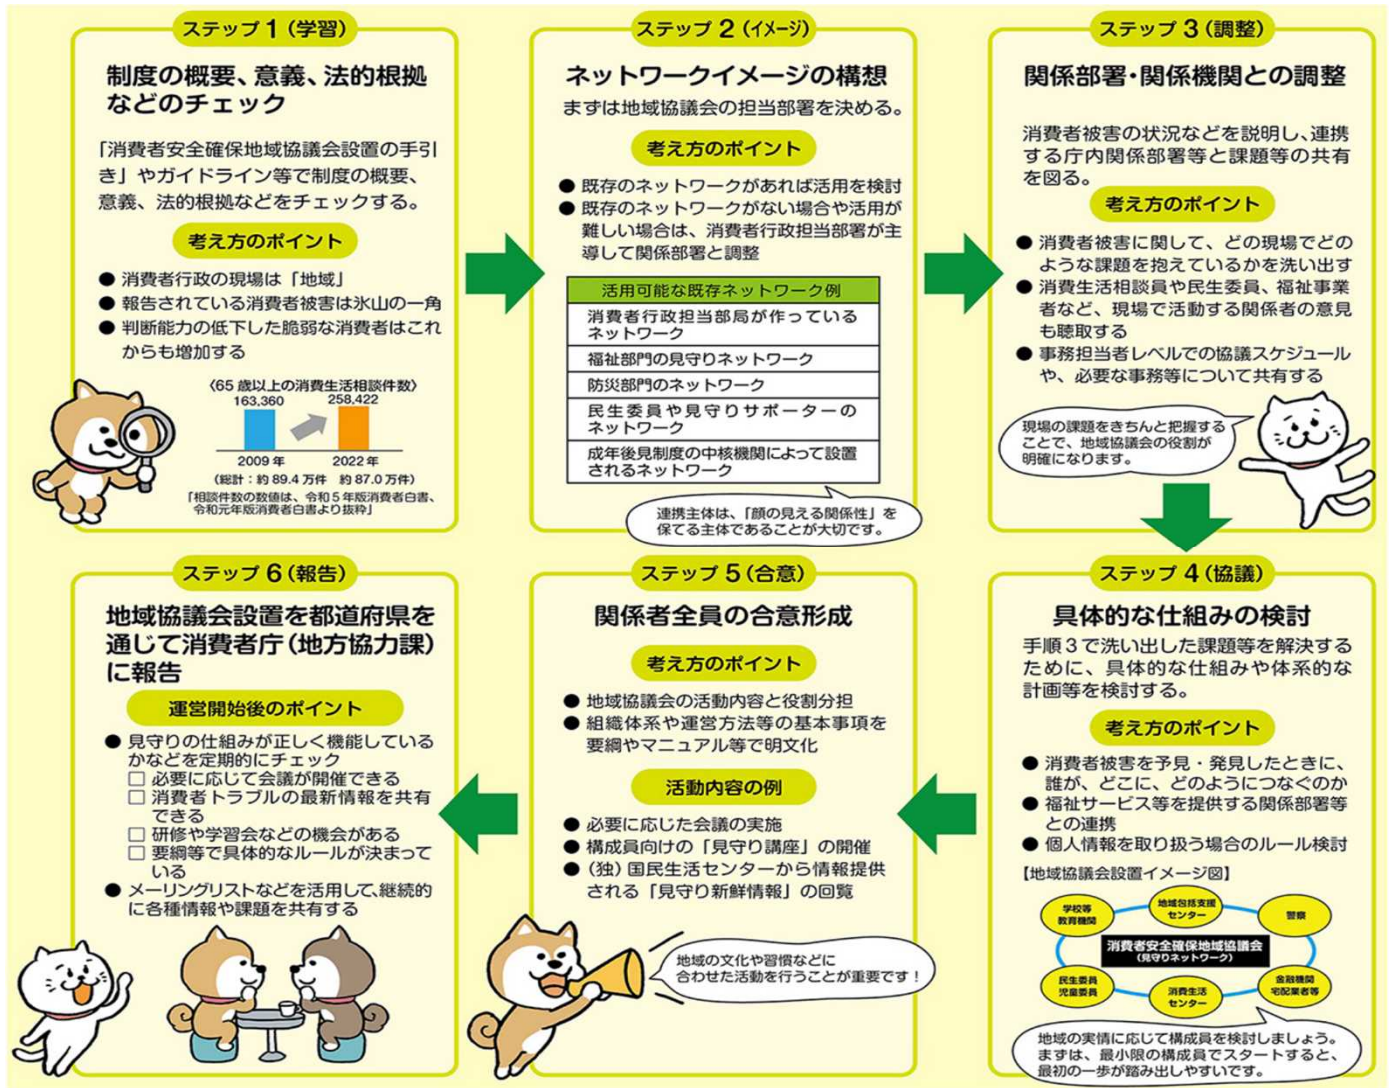 ステップ 1（学習）
制度の概要、意義、法的根拠
などのチェック
「消費者安全確保地域協議会設置の手引
き」やガイドライン等で制度の概要、
意義、法的根拠などをチェックする。
考え方のポイント
● 消費者行政の現場は「地域」
● 報告されている消費者被害は氷山の一角
● 判断能力の低下した脆弱な消費者はこれ
からも増加する
〈65 歳以上の消費生活相談件数〉
163,360
258,422
2009 年
2022 年
（総計：約 89.4 万件　約 87.0 万件）
「相談件数の数値は、令和５年版消費者白書、
令和元年版消費者白書より抜粋」
ステップ 2（イメージ）
ネットワークイメージの構想
まずは地域協議会の担当部署を決める。
考え方のポイント
● 既存のネットワークがあれば活用を検討
● 既存のネットワークがない場合や活用が
難しい場合は、消費者行政担当部署が主
導して関係部署と調整
活用可能な既存ネットワーク例
消費者行政担当部局が作っている
ネットワーク
福祉部門の見守りネットワーク
防災部門のネットワーク
民生委員や見守りサポーターの
ネットワーク
成年後見制度の中核機関によって設置
されるネットワーク
連携主体は、「顔の見える関係性」を
保てる主体であることが大切です。
ステップ 3（調整）
関係部署・関係機関との調整
消費者被害の状況などを説明し、連携
する庁内関係部署等と課題等の共有
を図る。
考え方のポイント
● 消費者被害に関して、どの現場でどの
ような課題を抱えているかを洗い出す
● 消費生活相談員や民生委員、福祉事業
者など、現場で活動する関係者の意見
も聴取する
● 事務担当者レベルでの協議スケジュール
や、必要な事務等について共有する
現場の課題をきちんと把握する
ことで、地域協議会の役割が
明確になります。
ステップ 4（協議）
具体的な仕組みの検討
手順３で洗い出した課題等を解決する
ために、具体的な仕組みや体系的な
計画等を検討する。
考え方のポイント
● 消費者被害を予見・発見したときに、
誰が、どこに、どのようにつなぐのか
● 福祉サービス等を提供する関係部署等
との連携
● 個人情報を取り扱う場合のルール検討
【地域協議会設置イメージ図】
学校等
教育機関
地域包括支援
センター
警察
消費者安全確保地域協議会
（見守りネットワーク）
民生委員
児童委員
消費生活
センター
金融機関
宅配業者等
地域の実情に応じて構成員を検討しましょう。
まずは、最小限の構成員でスタートすると、
最初の一歩が踏み出しやすいです。
ステップ 5（合意）
関係者全員の合意形成
考え方のポイント
● 地域協議会の活動内容と役割分担
● 組織体系や運営方法等の基本事項を
要綱やマニュアル等で明文化
活動内容の例
● 必要に応じた会議の実施
● 構成員向けの「見守り講座」の開催
● （独）国民生活センターから情報提供
される「見守り新鮮情報」の回覧
地域の文化や習慣などに
合わせた活動を行うことが重要です！
ステップ 6（報告）
地域協議会設置を都道府県を
通じて消費者庁（地方協力課）
に報告
運営開始後のポイント
● 見守りの仕組みが正しく機能している
かなどを定期的にチェック
□ 必要に応じて会議が開催できる
□ 消費者トラブルの最新情報を共有
できる
□ 研修や学習会などの機会がある
□ 要綱等で具体的なルールが決まって
いる
● メーリングリストなどを活用して、継続的
に各種情報や課題を共有する